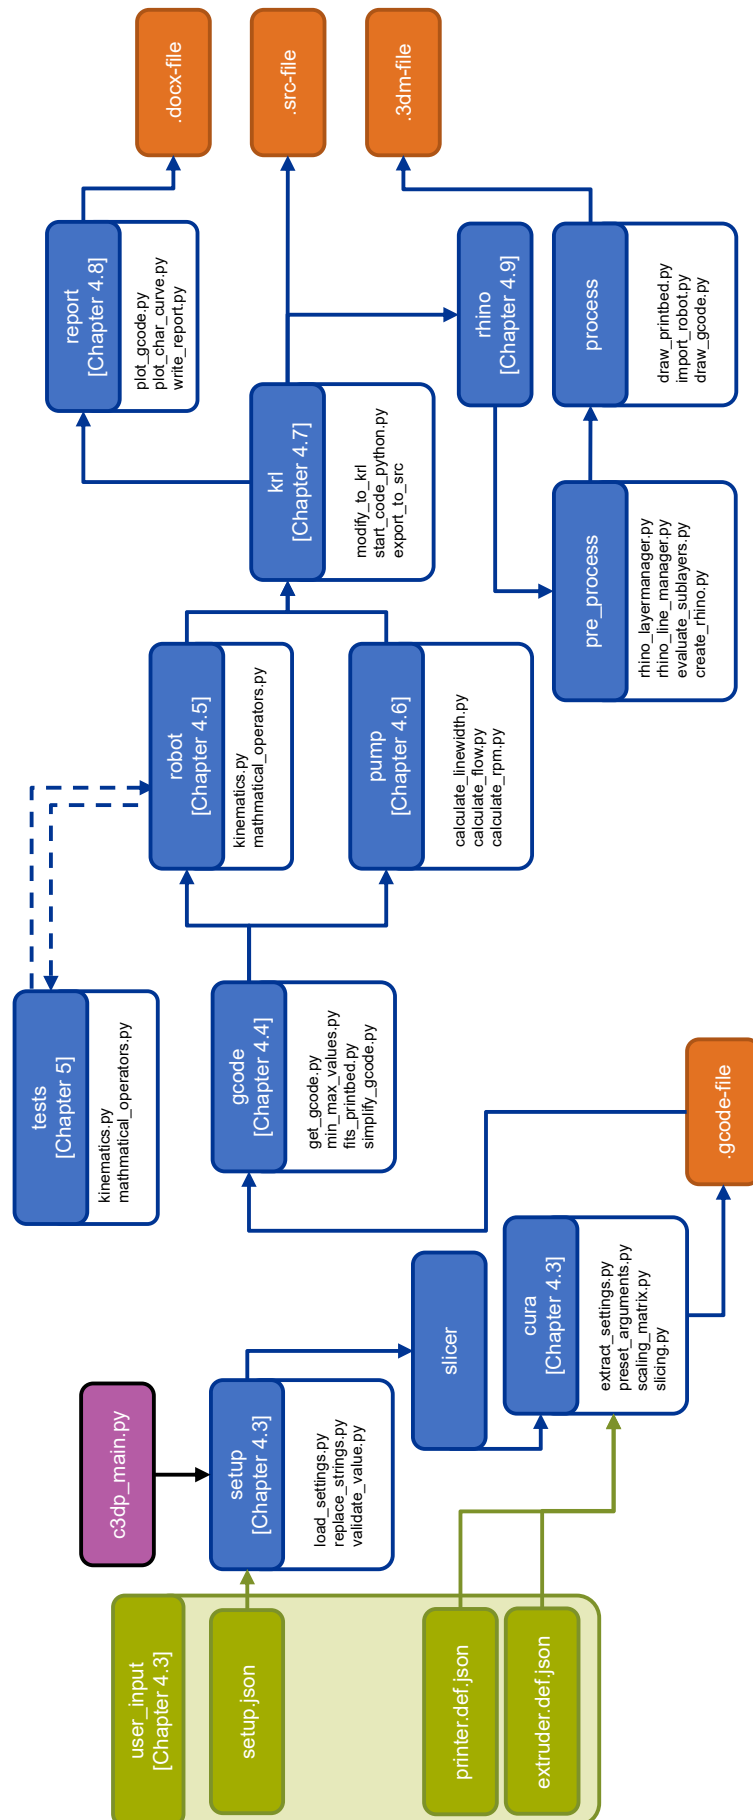 user_input
[Chapter 4.3]
setup.json
printer.def.json
extruder.def.json
c3dp_main.py
setup
[Chapter 4.3]
load_settings.py
replace_strings.py
validate_value.py
slicer
cura
[Chapter 4.3]
extract_settings.py
preset_arguments.py
scaling_matrix.py
slicing.py
.gcode-file
tests
[Chapter 5]
kinematics.py
mathmatical_operators.py
gcode
[Chapter 4.4]
get_gcode.py
min_max_values.py
fits_printbed.py
simplify_gcode.py
robot
[Chapter 4.5]
kinematics.py
mathmatical_operators.py
pump
[Chapter 4.6]
calculate_linewidth.py
calculate_flow.py
calculate_rpm.py
krl
[Chapter 4.7]
modify_to_krl
start_code_python.py
export_to_src
report
[Chapter 4.8]
plot_gcode.py
plot_char_curve.py
write_report.py
rhino
[Chapter 4.9]
pre_process
rhino_layermanager.py
rhino_line_manager.py
evaluate_sublayers.py
create_rhino.py
process
draw_printbed.py
import_robot.py
draw_gcode.py
.docx-file
.src-file
.3dm-file